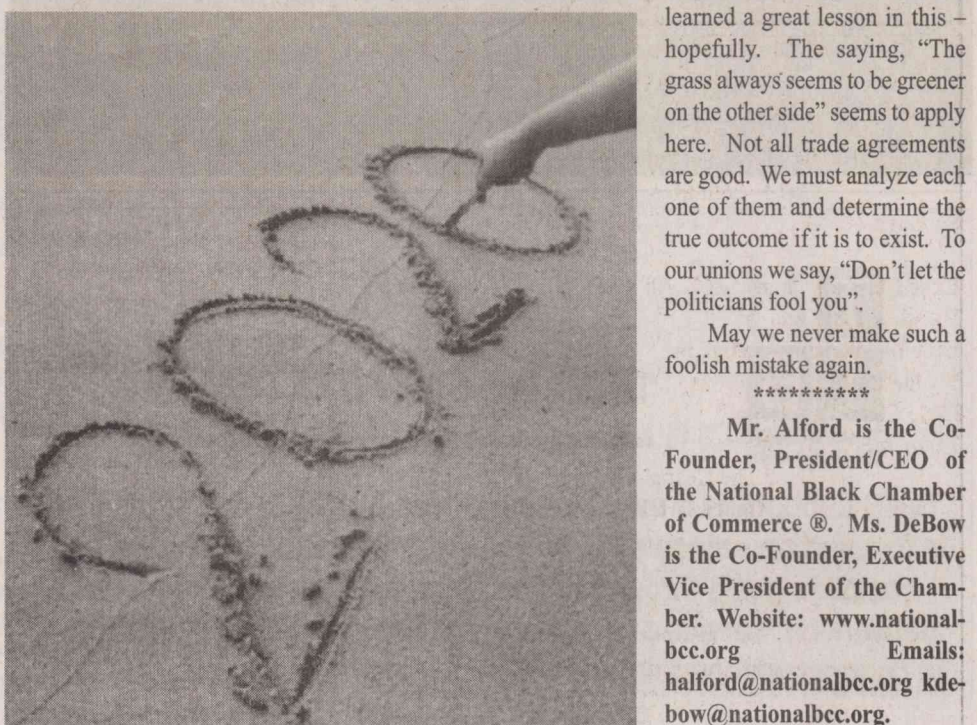 learned a great lesson in this –
hopefully. The saying, “The
grass always seems to be greener
on the other side” seems to apply
here. Not all trade agreements
are good. We must analyze each
one of them and determine the
true outcome if it is to exist. To
our unions we say, “Don’t let the
politicians fool you”.
May we never make such a
foolish mistake again.
**********
Mr. Alford is the Co-
Founder, President/CEO of
the National Black Chamber
of Commerce ®. Ms. DeBow
is the Co-Founder, Executive
Vice President of the Cham-
ber. Website: www.national-
bcc.org Emails:
halford@nationalbcc.org kde-
bow@nationalbcc.org.